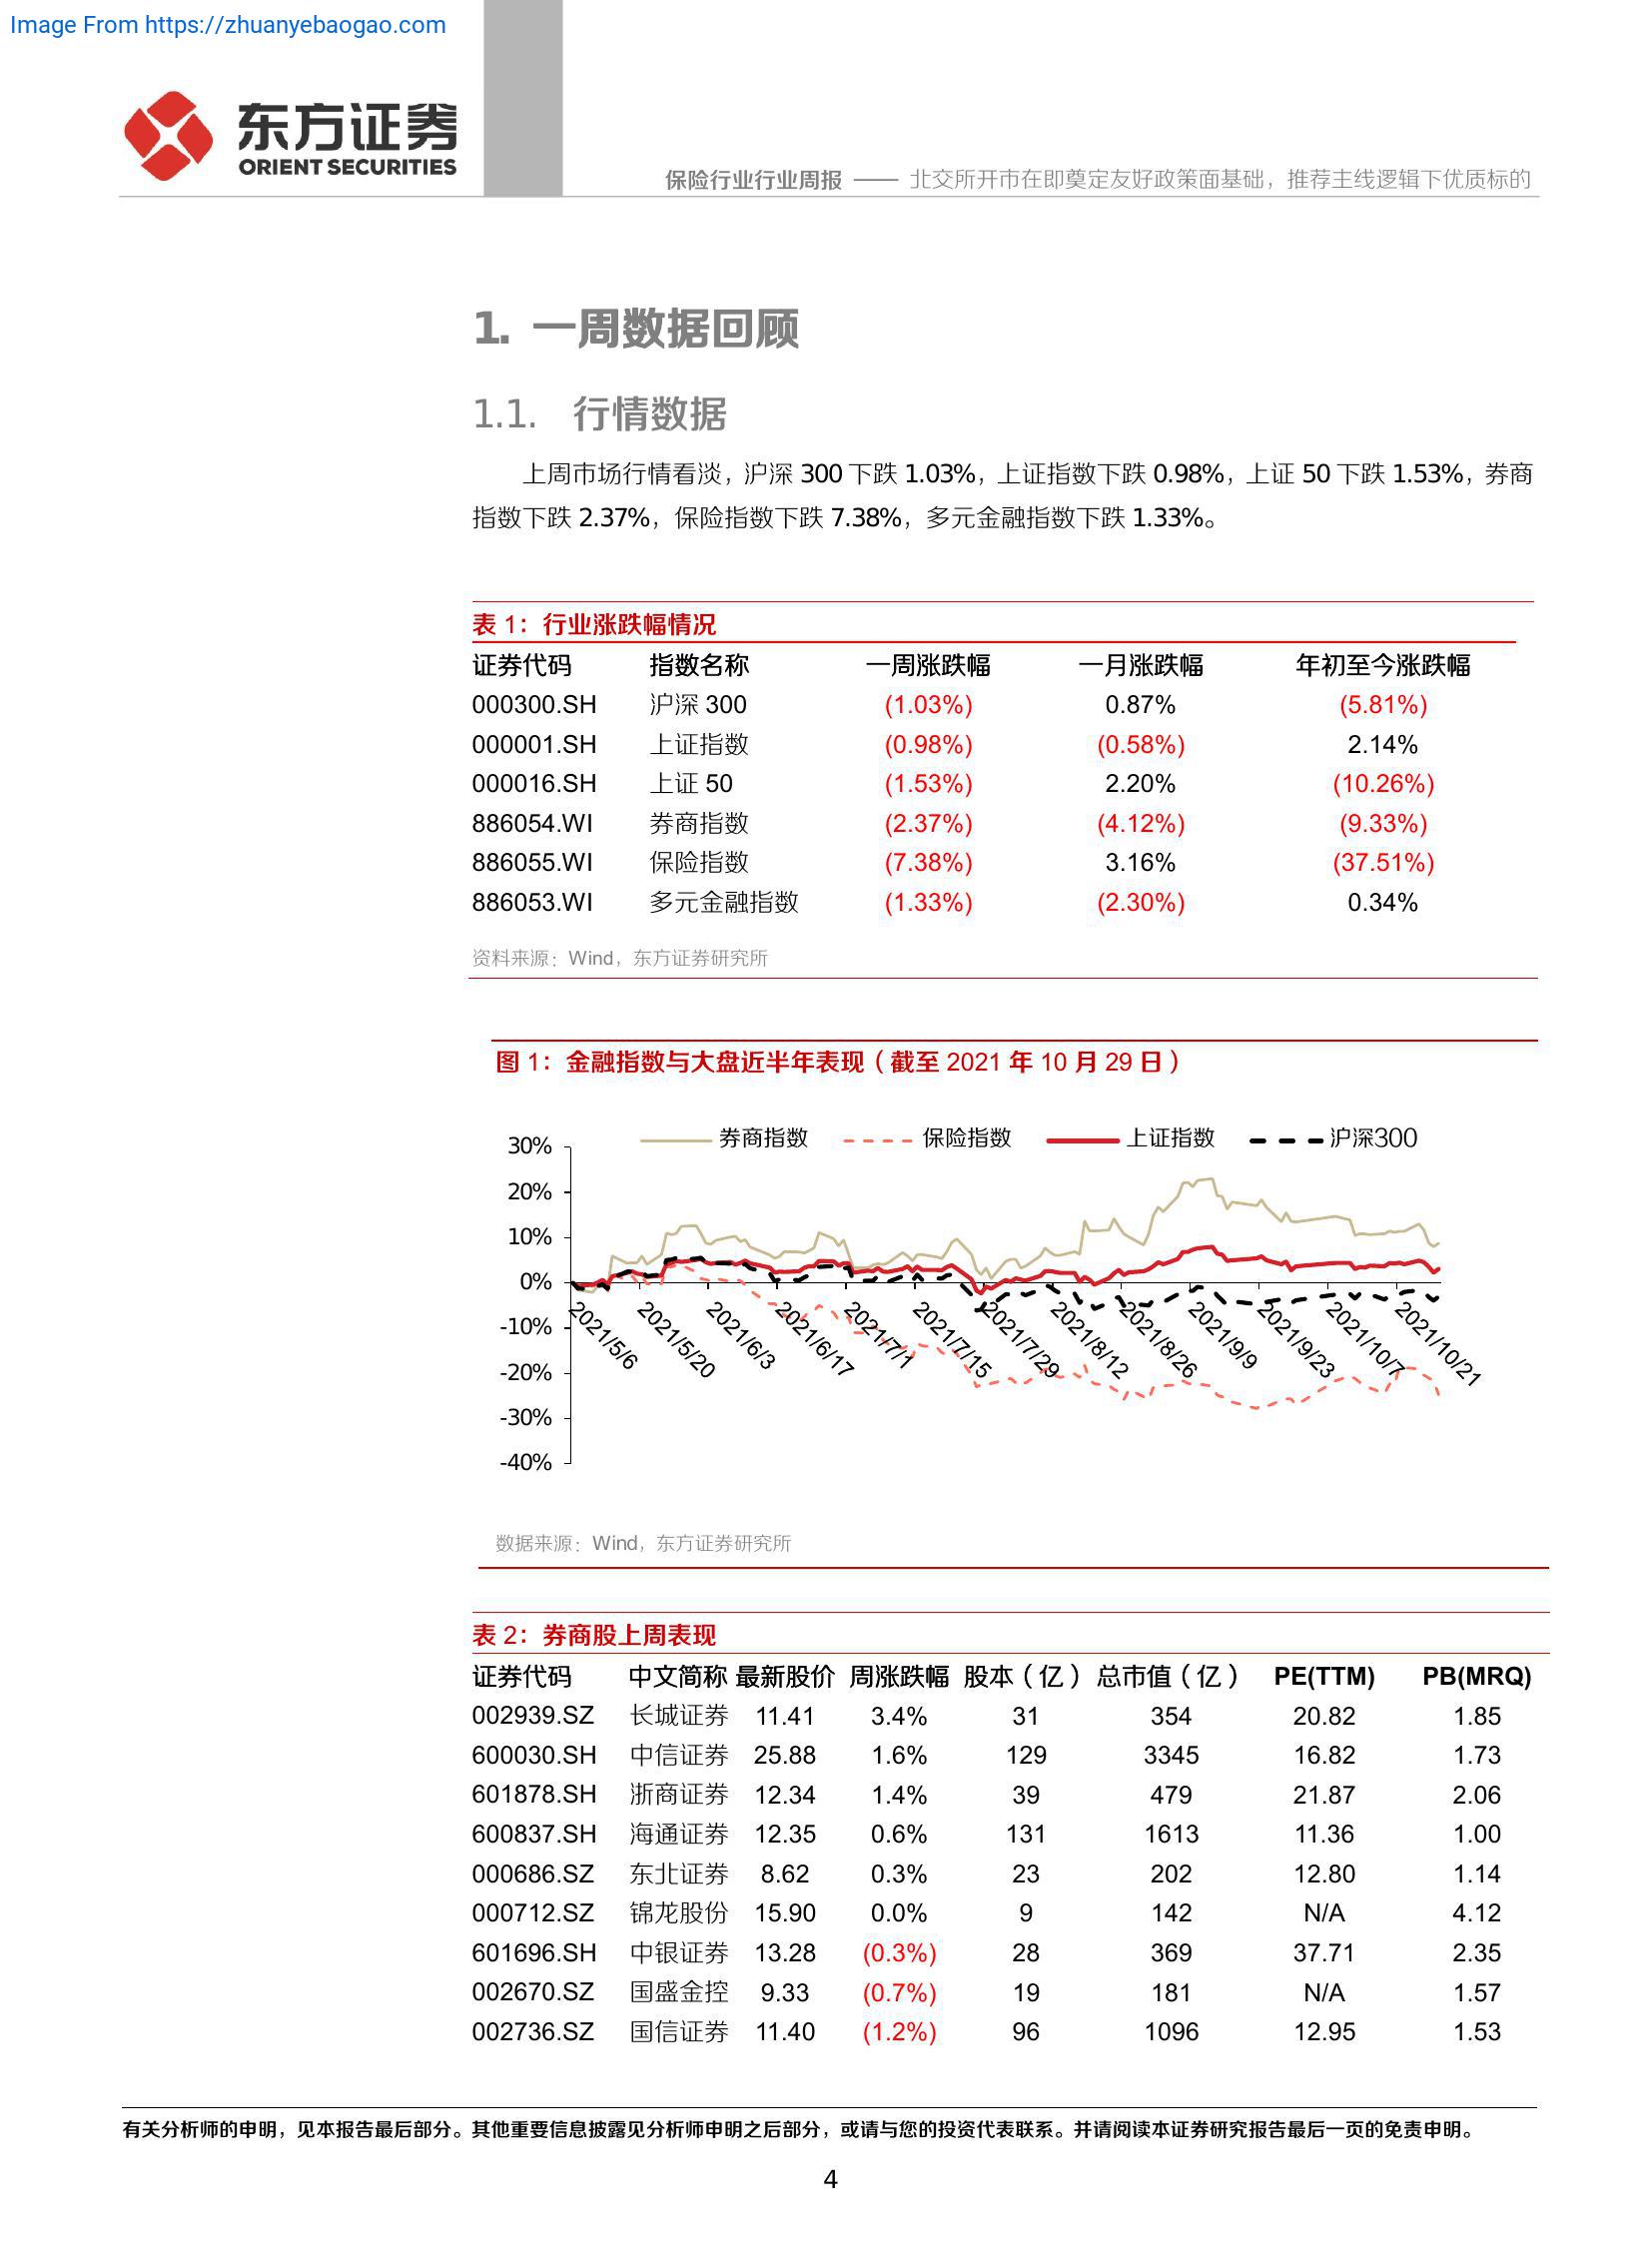 Image From https://zhuanyebaogao.com
东方证券
ORIENT SECURITIES
保险行业行业周报 —— 北交所开市在即奠定友好政策面基础，推荐主线逻辑下优质标的
1. 一周数据回顾
1.1. 行情数据
上周市场行情看淡，沪深 300 下跌 1.03%，上证指数下跌 0.98%，上证 50 下跌 1.53%，券商
指数下跌 2.37%，保险指数下跌 7.38%，多元金融指数下跌 1.33%。
表 1：行业涨跌幅情况
证券代码 指数名称 一周涨跌幅 一月涨跌幅 年初至今涨跌幅
000300.SH 沪深 300 (1.03%) 0.87% (5.81%)
000001.SH 上证指数 (0.98%) (0.58%) 2.14%
000016.SH 上证 50 (1.53%) 2.20% (10.26%)
886054.WI 券商指数 (2.37%) (4.12%) (9.33%)
886055.WI 保险指数 (7.38%) 3.16% (37.51%)
886053.WI 多元金融指数 (1.33%) (2.30%) 0.34%
资料来源：Wind，东方证券研究所
图 1：金融指数与大盘近半年表现（截至 2021 年 10 月 29 日）
券商指数 保险指数 上证指数 沪深300
30%
20%
10%
0%
-10%
-20%
-30%
-40%
2021/5/6 2021/5/20 2021/6/3 2021/6/17 2021/7/1 2021/7/15 2021/7/29 2021/8/12 2021/8/26 2021/9/9 2021/9/23 2021/10/7 2021/10/21
数据来源：Wind，东方证券研究所
表 2：券商股上周表现
证券代码 中文简称 最新股价 周涨跌幅 股本（亿） 总市值（亿） PE(TTM) PB(MRQ)
002939.SZ 长城证券 11.41 3.4% 31 354 20.82 1.85
600030.SH 中信证券 25.88 1.6% 129 3345 16.82 1.73
601878.SH 浙商证券 12.34 1.4% 39 479 21.87 2.06
600837.SH 海通证券 12.35 0.6% 131 1613 11.36 1.00
000686.SZ 东北证券 8.62 0.3% 23 202 12.80 1.14
000712.SZ 锦龙股份 15.90 0.0% 9 142 N/A 4.12
601696.SH 中银证券 13.28 (0.3%) 28 369 37.71 2.35
002670.SZ 国盛金控 9.33 (0.7%) 19 181 N/A 1.57
002736.SZ 国信证券 11.40 (1.2%) 96 1096 12.95 1.53
有关分析师的申明，见本报告最后部分。其他重要信息披露见分析师申明之后部分，或请与您的投资代表联系。并请阅读本证券研究报告最后一页的免责申明。
4